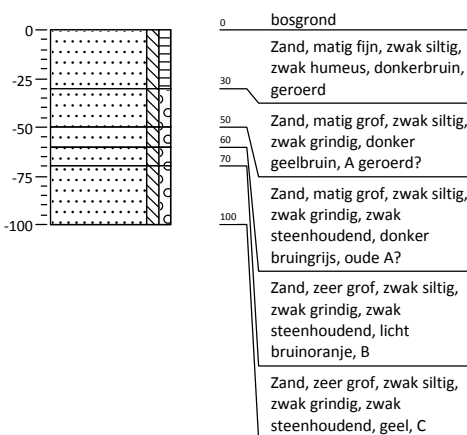 0
-25
-50
-75
-100
0
30
50
60
70
100
bosgrond
Zand, matig fijn, zwak siltig,
zwak humeus, donkerbruin,
geroerd
Zand, matig grof, zwak siltig,
zwak grindig, donker
geelbruin, A geroerd?
Zand, matig grof, zwak siltig,
zwak grindig, zwak
steenhoudend, donker
bruingrijs, oude A?
Zand, zeer grof, zwak siltig,
zwak grindig, zwak
steenhoudend, licht
bruinoranje, B
Zand, zeer grof, zwak siltig,
zwak grindig, zwak
steenhoudend, geel, C